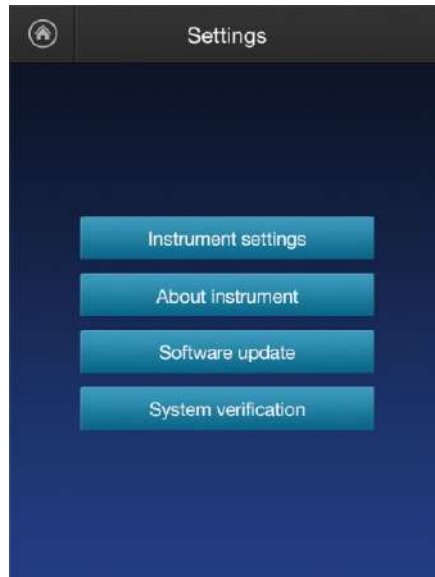 Settings
Instrument settings
About instrument
Software update
System verification